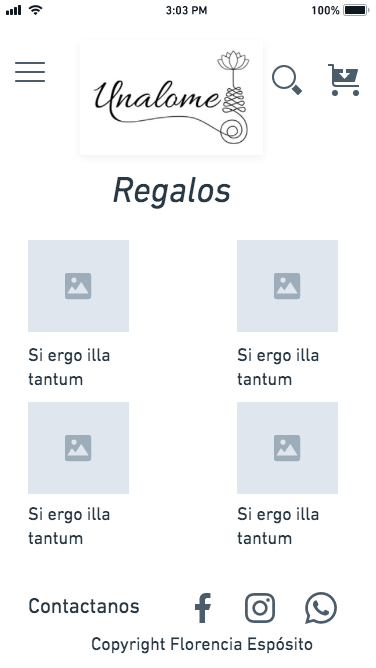 3:03 PM
100%
Unalome
Regalos
Si ergo illa
tantum
Si ergo illa
tantum
Si ergo illa
tantum
Si ergo illa
tantum
Contactanos
Copyright Florencia Espósito